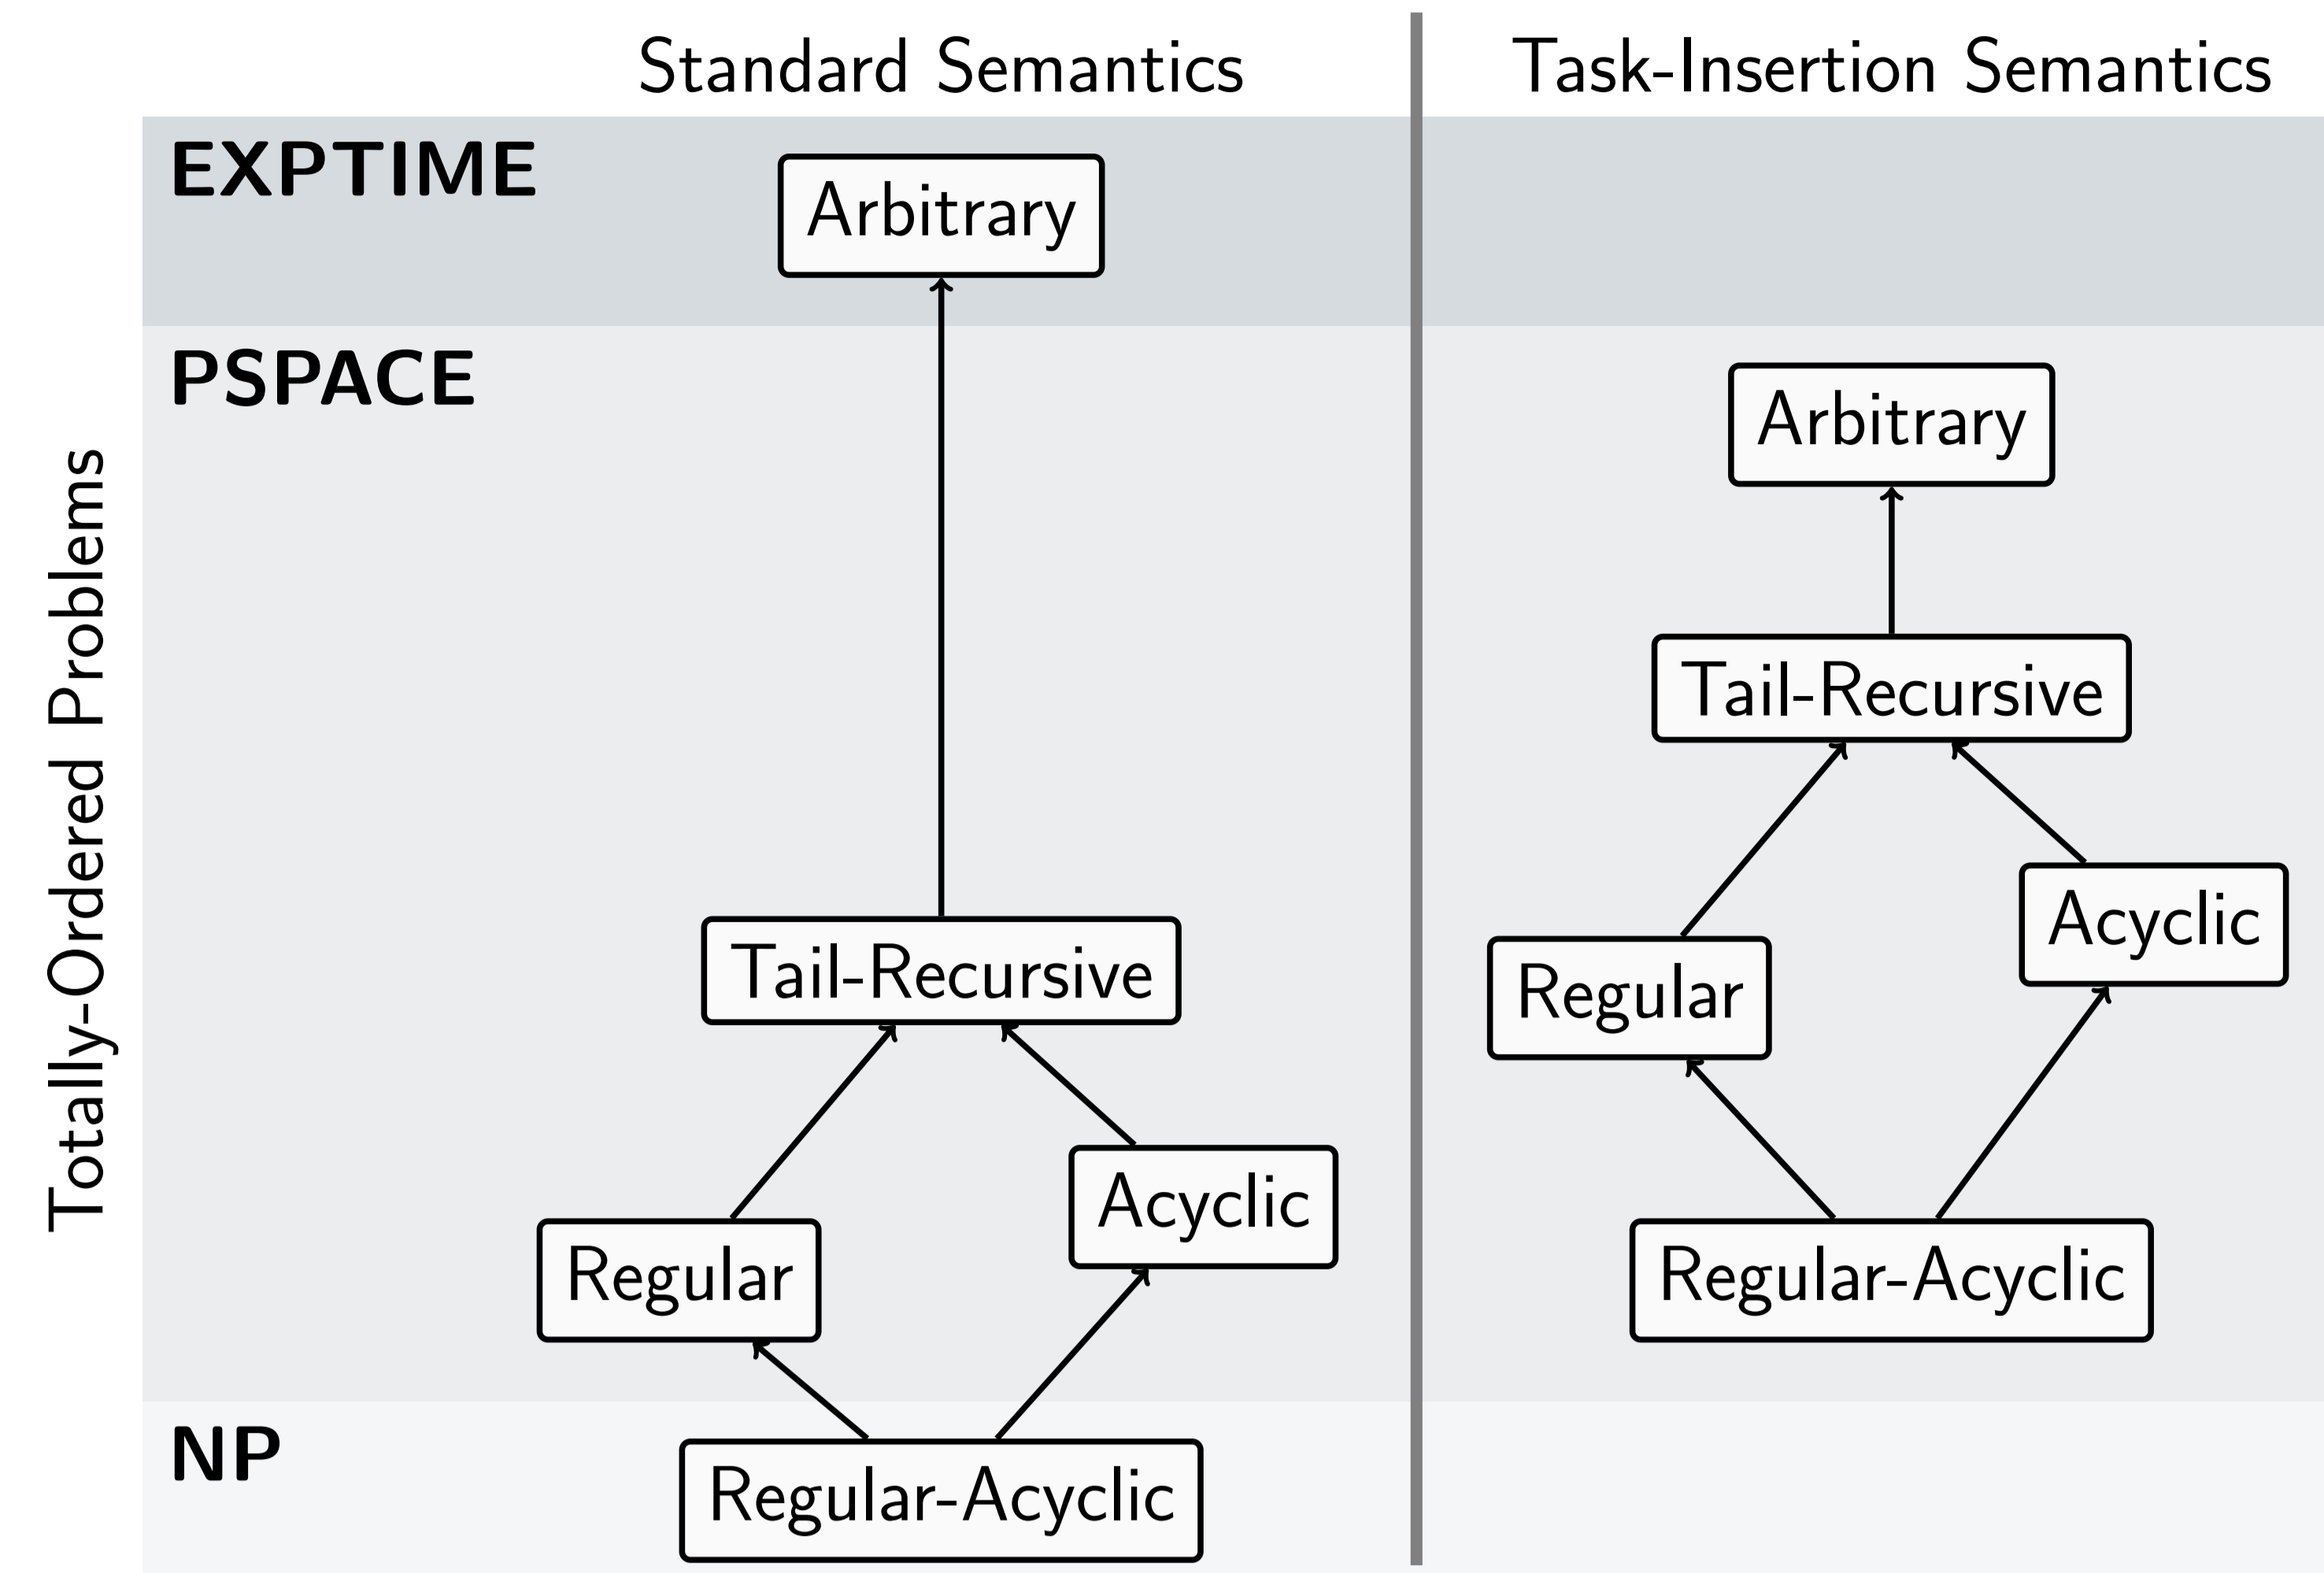 Standard Semantics
Task-Insertion Semantics
Totally-Ordered Problems
EXPTIME
Arbitrary
PSPACE
Arbitrary
Tail-Recursive
Tail-Recursive
Acyclic
Regular
Acyclic
Regular
Regular-Acyclic
NP
Regular-Acyclic